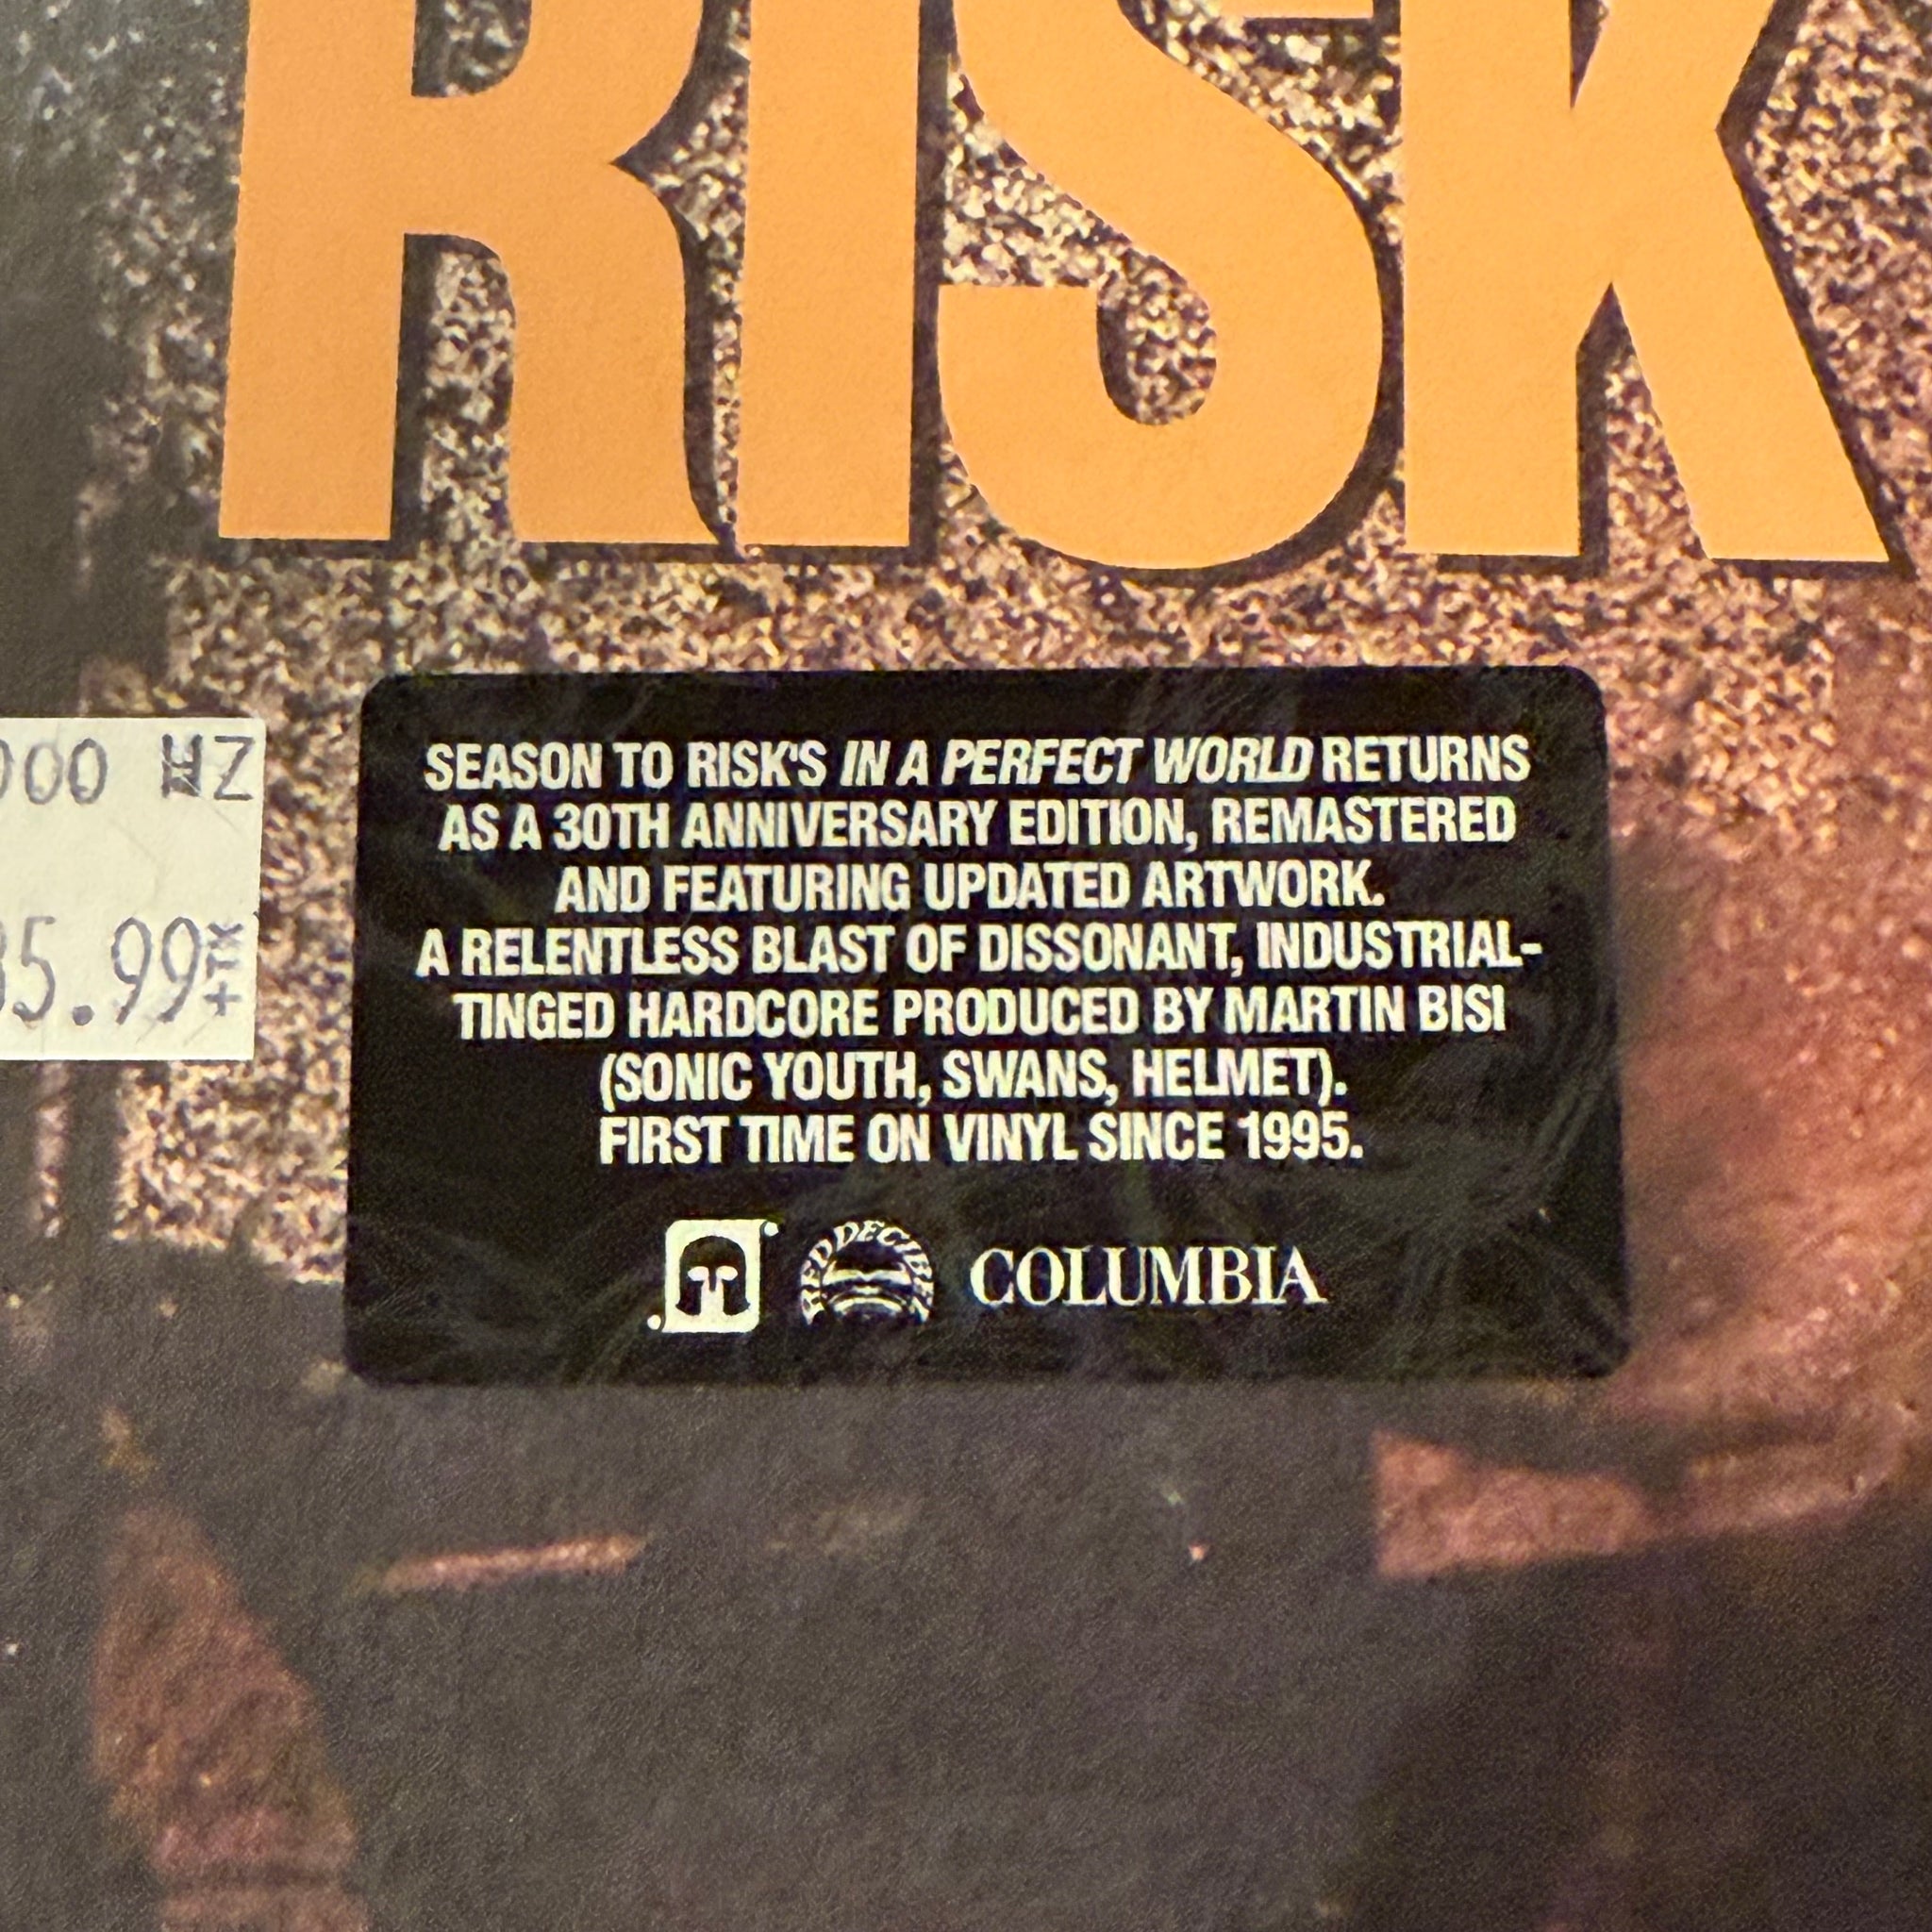 RISK
000 HZ
35.99+TX
SEASON TO RISK'S IN A PERFECT WORLD RETURNS
AS A 30TH ANNIVERSARY EDITION, REMASTERED
AND FEATURING UPDATED ARTWORK.
A RELENTLESS BLAST OF DISSONANT, INDUSTRIAL-
TINGED HARDCORE PRODUCED BY MARTIN BISI
(SONIC YOUTH, SWANS, HELMET).
FIRST TIME ON VINYL SINCE 1995.
COLUMBIA